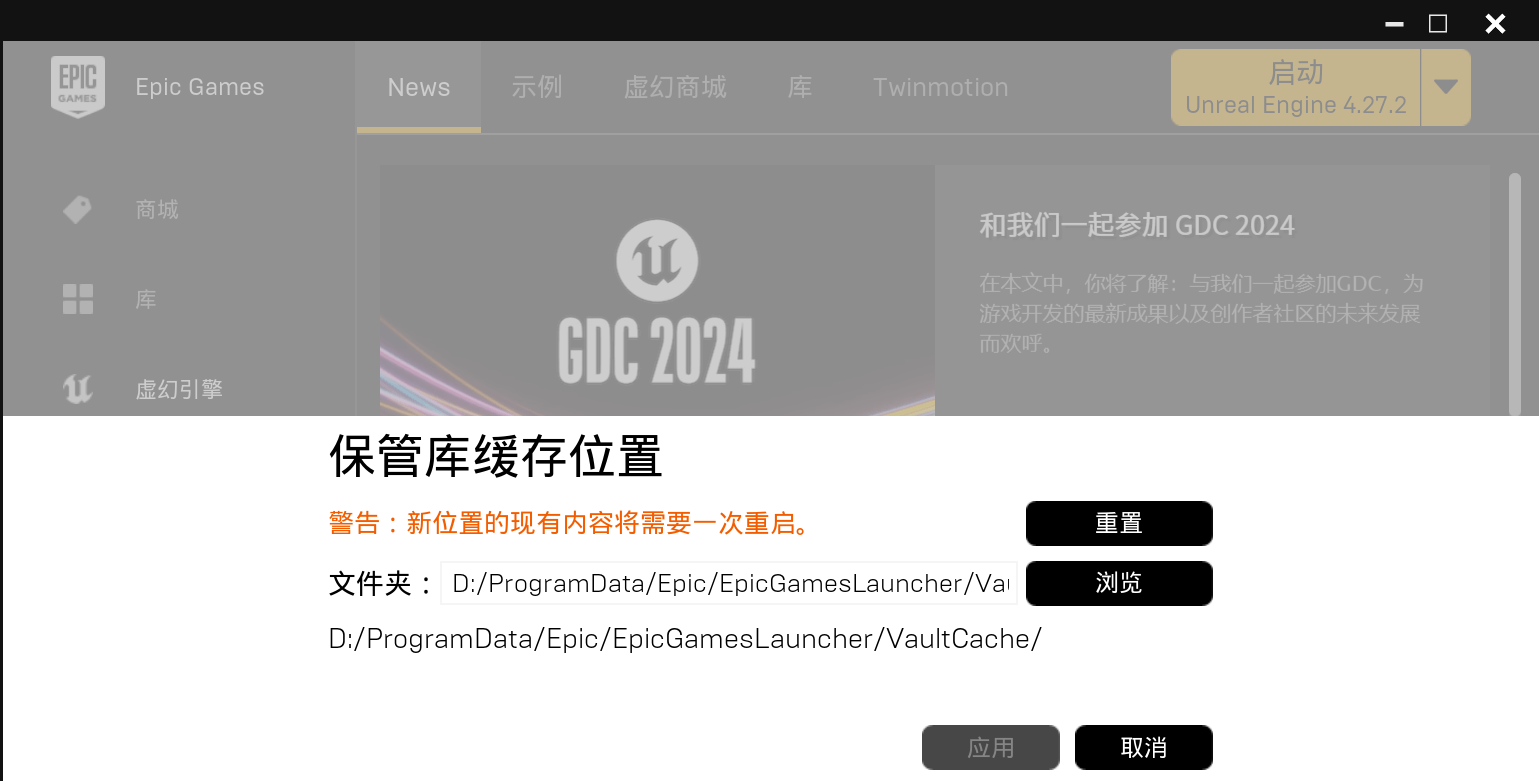 EPIC
GAMES
Epic Games
News
示例
虚幻商城
库
Twinmotion
启动
Unreal Engine 4.27.2
商城
库
虚幻引擎
GDC 2024
和我们一起参加 GDC 2024
在本文中，你将了解：与我们一起参加GDC，为
游戏开发的最新成果以及创作者社区的未来发展
而欢呼。
保管库缓存位置
警告：新位置的现有内容将需要一次重启。
重置
文件夹： D:/ProgramData/Epic/EpicGamesLauncher/Vau
浏览
D:/ProgramData/Epic/EpicGamesLauncher/VaultCache/
应用
取消